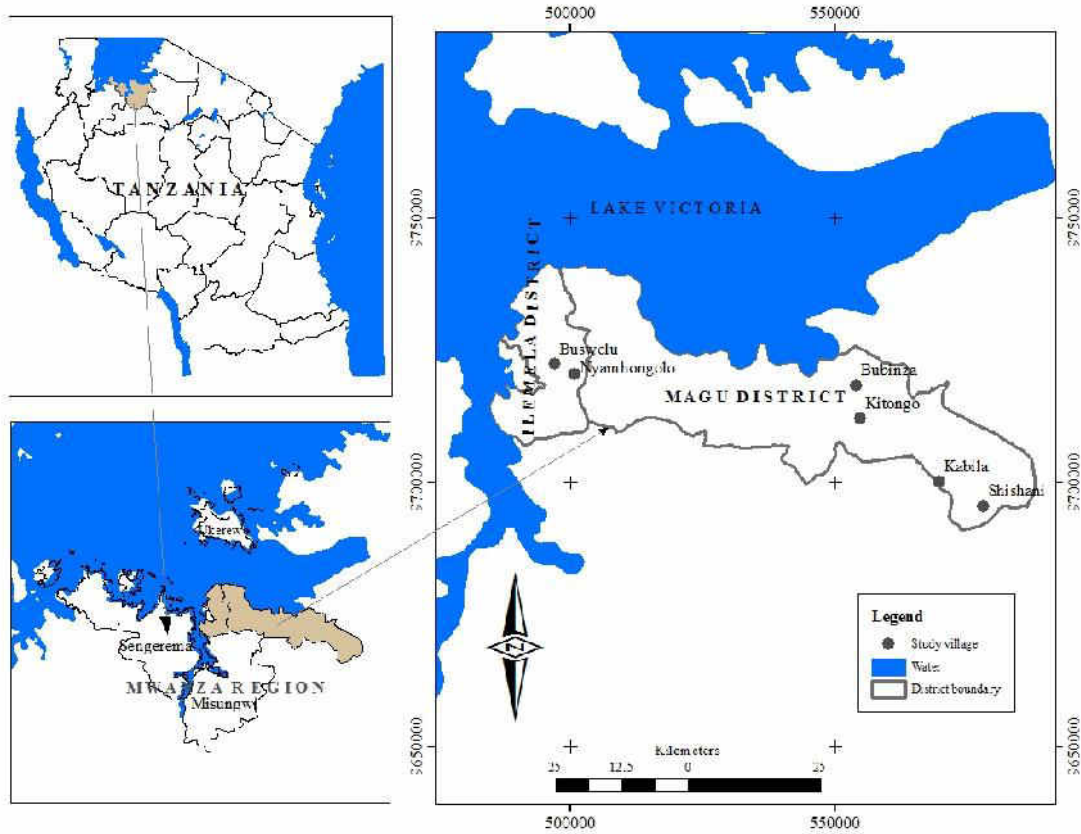 TANZANIA
Ukerew
Sengerema
MWANZA REGION
Misungw
500000 550000
LAKE VICTORIA
ILEMELA DISTRICT
Buswelu
Nyamhongolo
MAGU DISTRICT
Bubinza
Kitongo
Kabila
Shishani
N
Legend
Study village
Water
District boundary
Kilometers
25 12.5 0 25
500000 550000
9750000 9750000
9700000 9700000
9650000 9650000